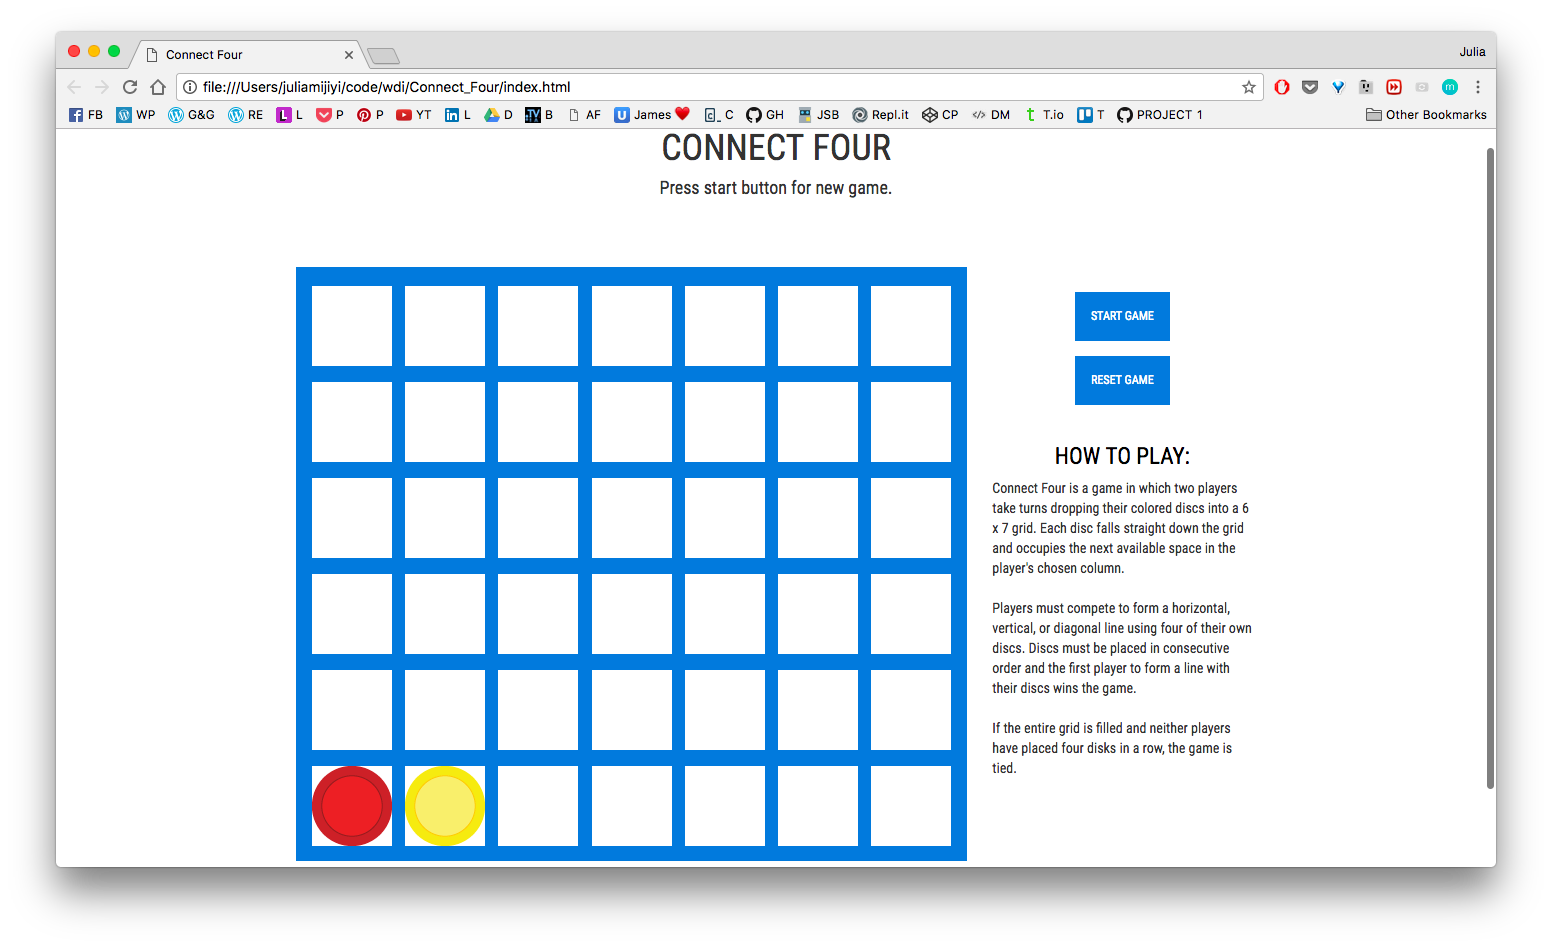 Connect Four
Julia
file:///Users/juliamijiyi/code/wdi/Connect_Four/index.html
FB WP G&G RE L L P P YT in L D .TY B AF U James C_ C GH JSB Repl.it CP DM t T.io T PROJECT 1 Other Bookmarks
CONNECT FOUR
Press start button for new game.
START GAME
RESET GAME
HOW TO PLAY:
Connect Four is a game in which two players
take turns dropping their colored discs into a 6
x 7 grid. Each disc falls straight down the grid
and occupies the next available space in the
player's chosen column.
Players must compete to form a horizontal,
vertical, or diagonal line using four of their own
discs. Discs must be placed in consecutive
order and the first player to form a line with
their discs wins the game.
If the entire grid is filled and neither players
have placed four disks in a row, the game is
tied.